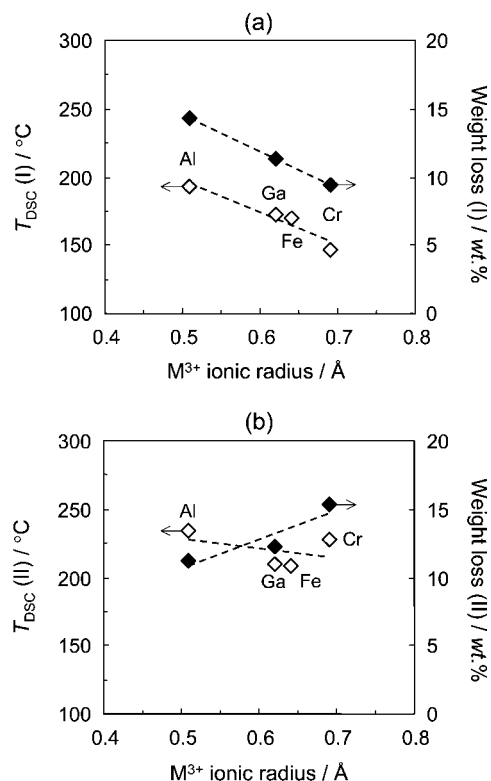 (a)
300
250
200
150
100
T_DSC (I) / °C
20
15
10
5
0
Weight loss (I) / wt.%
Al
Ga
Fe
Cr
0.4 0.5 0.6 0.7 0.8
M³⁺ ionic radius / Å
(b)
300
250
200
150
100
T_DSC (II) / °C
20
15
10
5
0
Weight loss (II) / wt.%
Al
Ga
Fe
Cr
0.4 0.5 0.6 0.7 0.8
M³⁺ ionic radius / Å